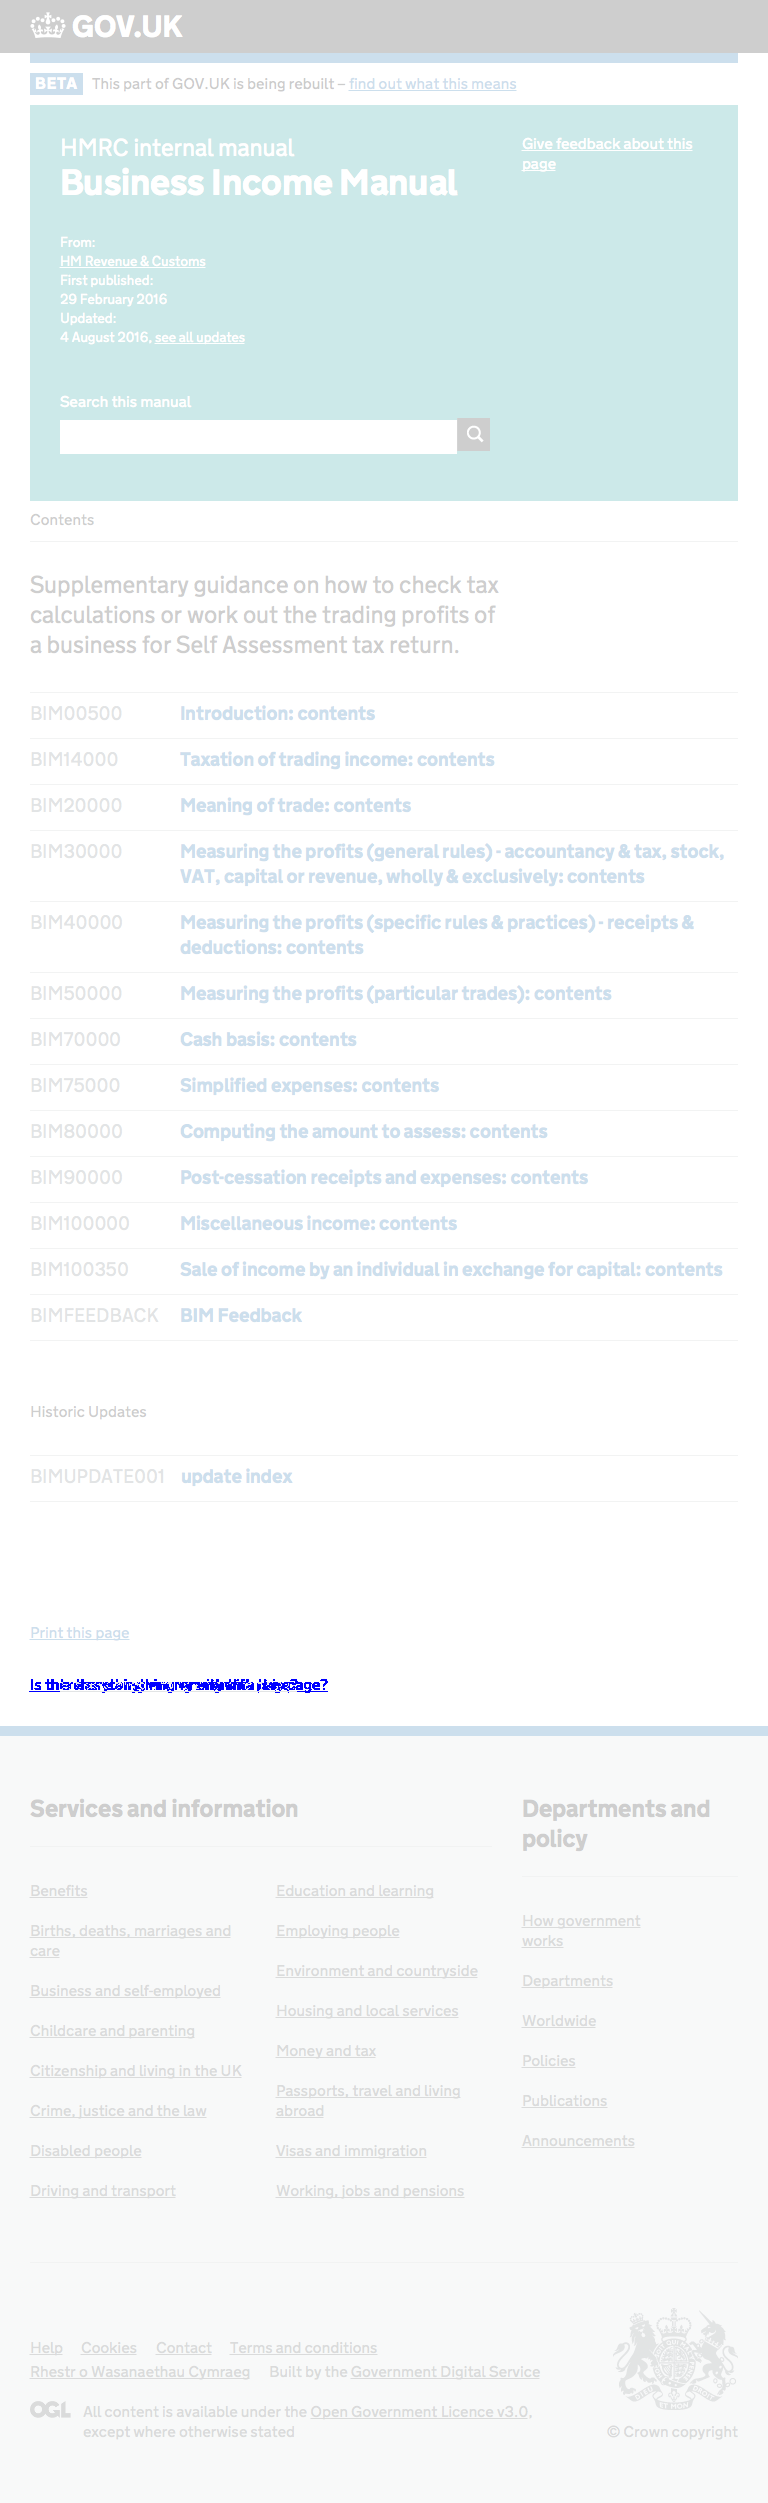 GOV.UK
BETA This part of GOV.UK is being rebuilt – find out what this means
HMRC internal manual
Business Income Manual
Give feedback about this
page
From:
HM Revenue & Customs
First published:
29 February 2016
Updated:
4 August 2016, see all updates
Search this manual
Contents
Supplementary guidance on how to check tax
calculations or work out the trading profits of
a business for Self Assessment tax return.
BIM00500 Introduction: contents
BIM14000 Taxation of trading income: contents
BIM20000 Meaning of trade: contents
BIM30000 Measuring the profits (general rules) - accountancy & tax, stock,
VAT, capital or revenue, wholly & exclusively: contents
BIM40000 Measuring the profits (specific rules & practices) - receipts &
deductions: contents
BIM50000 Measuring the profits (particular trades): contents
BIM70000 Cash basis: contents
BIM75000 Simplified expenses: contents
BIM80000 Computing the amount to assess: contents
BIM90000 Post-cessation receipts and expenses: contents
BIM100000 Miscellaneous income: contents
BIM100350 Sale of income by an individual in exchange for capital: contents
BIMFEEDBACK BIM Feedback
Historic Updates
BIMUPDATE001 update index
Print this page
Services and information
Benefits
Births, deaths, marriages and
care
Business and self-employed
Childcare and parenting
Citizenship and living in the UK
Crime, justice and the law
Disabled people
Driving and transport
Education and learning
Employing people
Environment and countryside
Housing and local services
Money and tax
Passports, travel and living
abroad
Visas and immigration
Working, jobs and pensions
Departments and
policy
How government
works
Departments
Worldwide
Policies
Publications
Announcements
Help Cookies Contact Terms and conditions
Rhestr o Wasanaethau Cymraeg Built by the Government Digital Service
OGL All content is available under the Open Government Licence v3.0,
except where otherwise stated
© Crown copyright